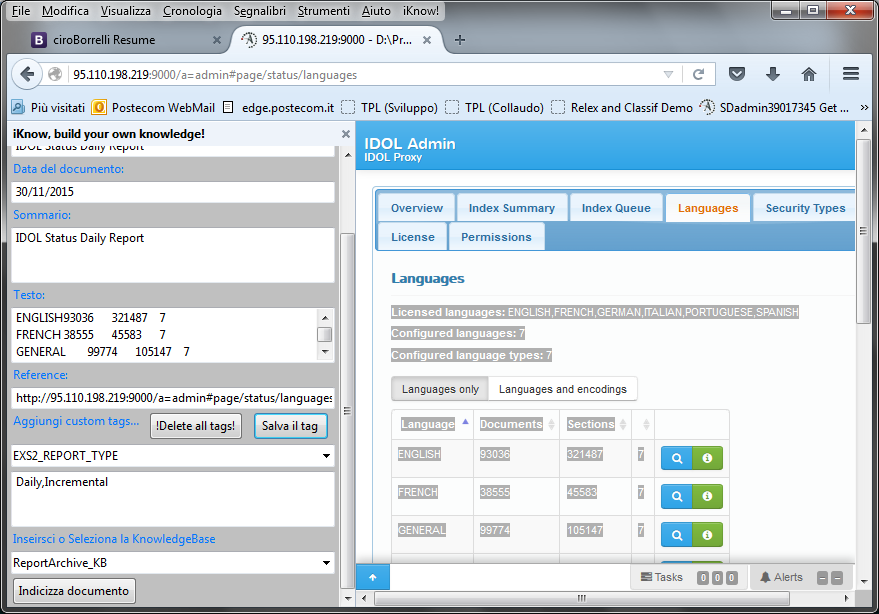 File Modifica Visualizza Cronologia Segnalibri Strumenti Aiuto iKnow!
B ciroBorrelli Resume
95.110.198.219:9000 - D:\Pr...
95.110.198.219:9000/a=admin#page/status/languages
Più visitati Postecom WebMail edge.postecom.it TPL (Sviluppo) TPL (Collaudo) Relex and Classif Demo SDadmin39017345 Get ...
iKnow, build your own knowledge!
IDOL Status Daily Report
Data del documento:
30/11/2015
Sommario:
IDOL Status Daily Report
Testo:
ENGLISH93036 321487 7
FRENCH 38555 45583 7
GENERAL 99774 105147 7
Reference:
http://95.110.198.219:9000/a=admin#page/status/languages
Aggiungi custom tags... !Delete all tags! Salva il tag
EXS2_REPORT_TYPE
Daily,Incremental
Inseirsci o Seleziona la KnowledgeBase
ReportArchive_KB
Indicizza documento
IDOL Admin
IDOL Proxy
Overview Index Summary Index Queue Languages Security Types
License Permissions
Languages
Licensed languages: ENGLISH,FRENCH,GERMAN,ITALIAN,PORTUGUESE,SPANISH
Configured languages: 7
Configured language types: 7
Languages only Languages and encodings
Language Documents Sections
ENGLISH 93036 321487 7
FRENCH 38555 45583 7
GENERAL 99774 105147 7
Tasks 0 0 0 Alerts – –